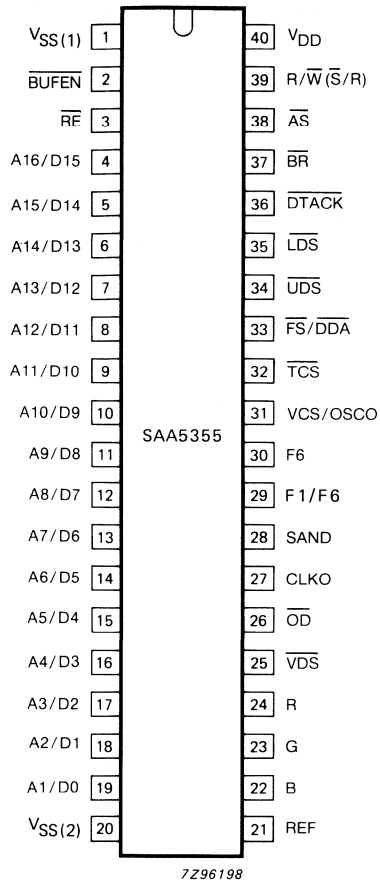 VSS(1) 1 40 VDD
BUFEN 2 39 R/W(S/R)
RE 3 38 AS
A16/D15 4 37 BR
A15/D14 5 36 DTACK
A14/D13 6 35 LDS
A13/D12 7 34 UDS
A12/D11 8 33 FS/DDA
A11/D10 9 32 TCS
A10/D9 10 31 VCS/OSCO
SAA5355
A9/D8 11 30 F6
A8/D7 12 29 F1/F6
A7/D6 13 28 SAND
A6/D5 14 27 CLKO
A5/D4 15 26 OD
A4/D3 16 25 VDS
A3/D2 17 24 R
A2/D1 18 23 G
A1/D0 19 22 B
VSS(2) 20 21 REF
7Z96198